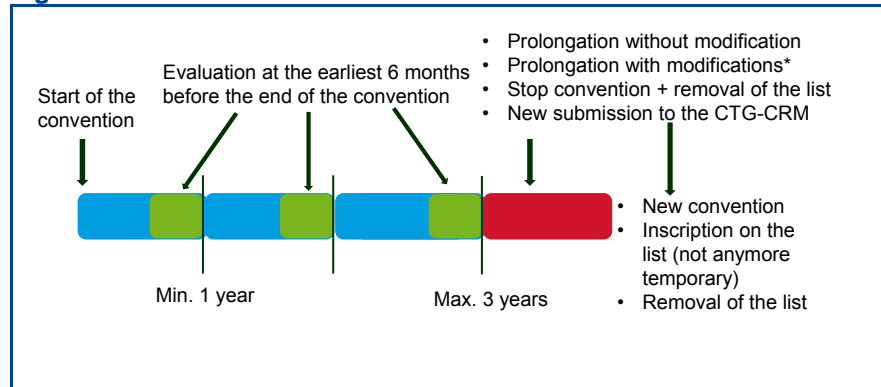 Start of the
convention
Evaluation at the earliest 6 months
before the end of the convention
• Prolongation without modification
• Prolongation with modifications*
• Stop convention + removal of the list
• New submission to the CTG-CRM
• New convention
• Inscription on the
list (not anymore
temporary)
• Removal of the list
Min. 1 year
Max. 3 years